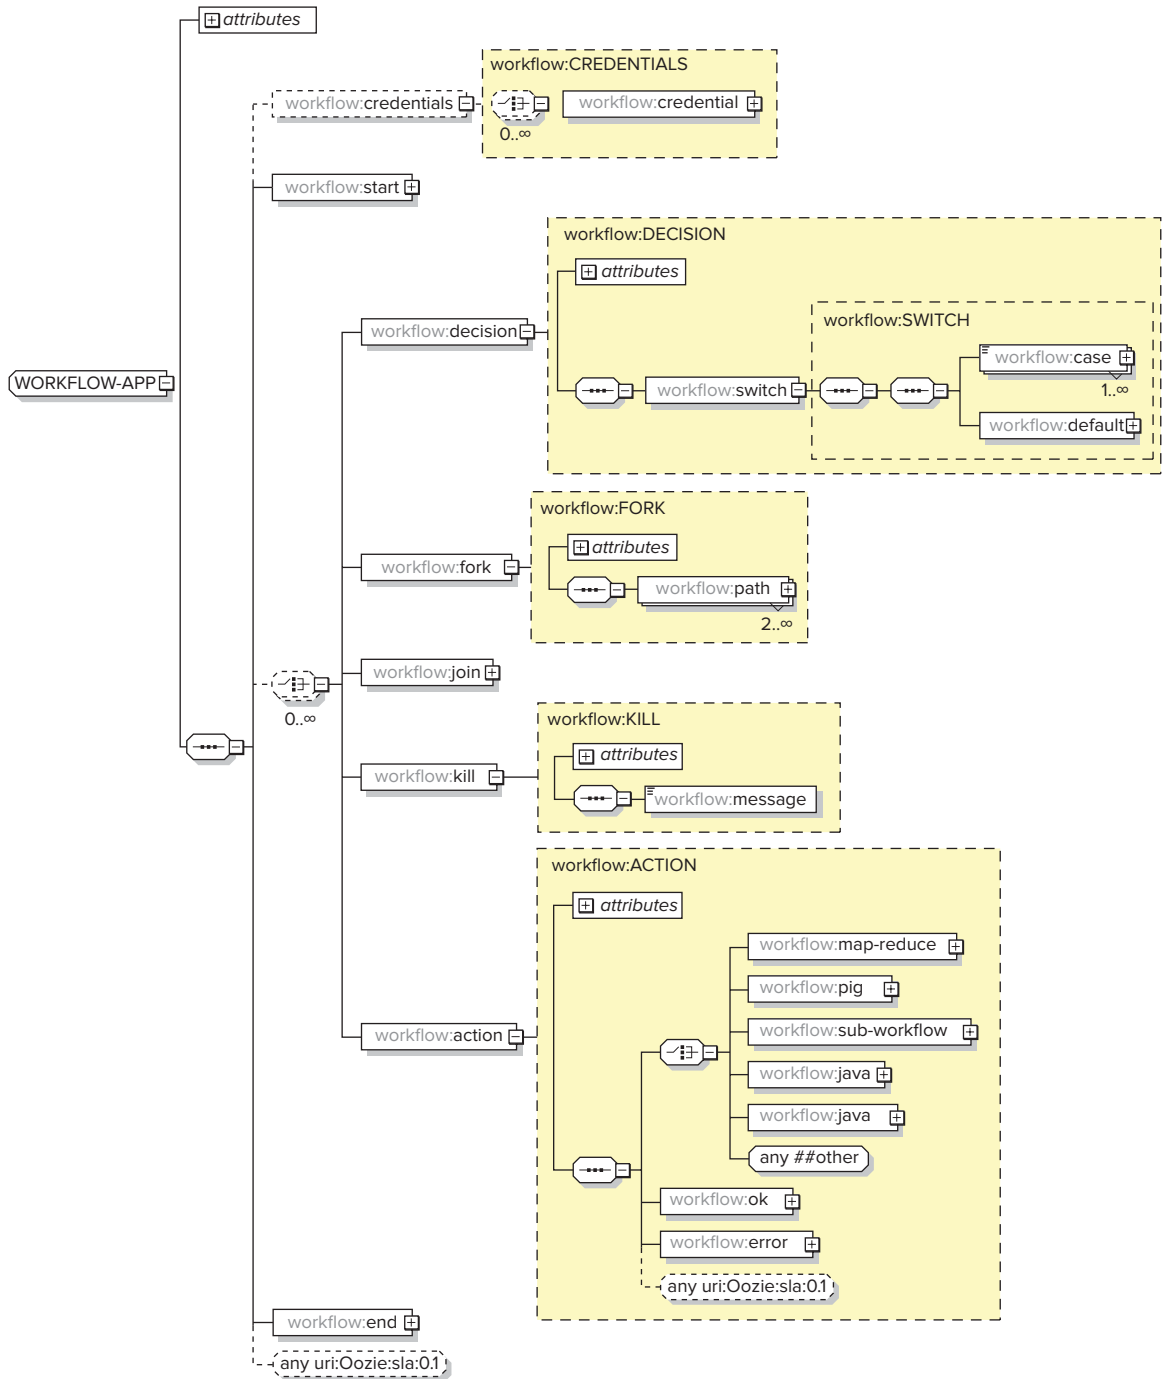 attributes
workflow:CREDENTIALS
workflow:credentials
workflow:credential
0..∞
workflow:start
workflow:DECISION
attributes
workflow:decision
workflow:SWITCH
workflow:case
1..∞
WORKFLOW-APP
workflow:switch
workflow:default
workflow:FORK
attributes
workflow:fork
workflow:path
2..∞
workflow:join
0..∞
workflow:KILL
attributes
workflow:kill
workflow:message
workflow:ACTION
attributes
workflow:map-reduce
workflow:pig
workflow:sub-workflow
workflow:action
workflow:java
workflow:java
any ##other
workflow:ok
workflow:error
any uri:Oozie:sla:0.1
workflow:end
any uri:Oozie:sla:0.1